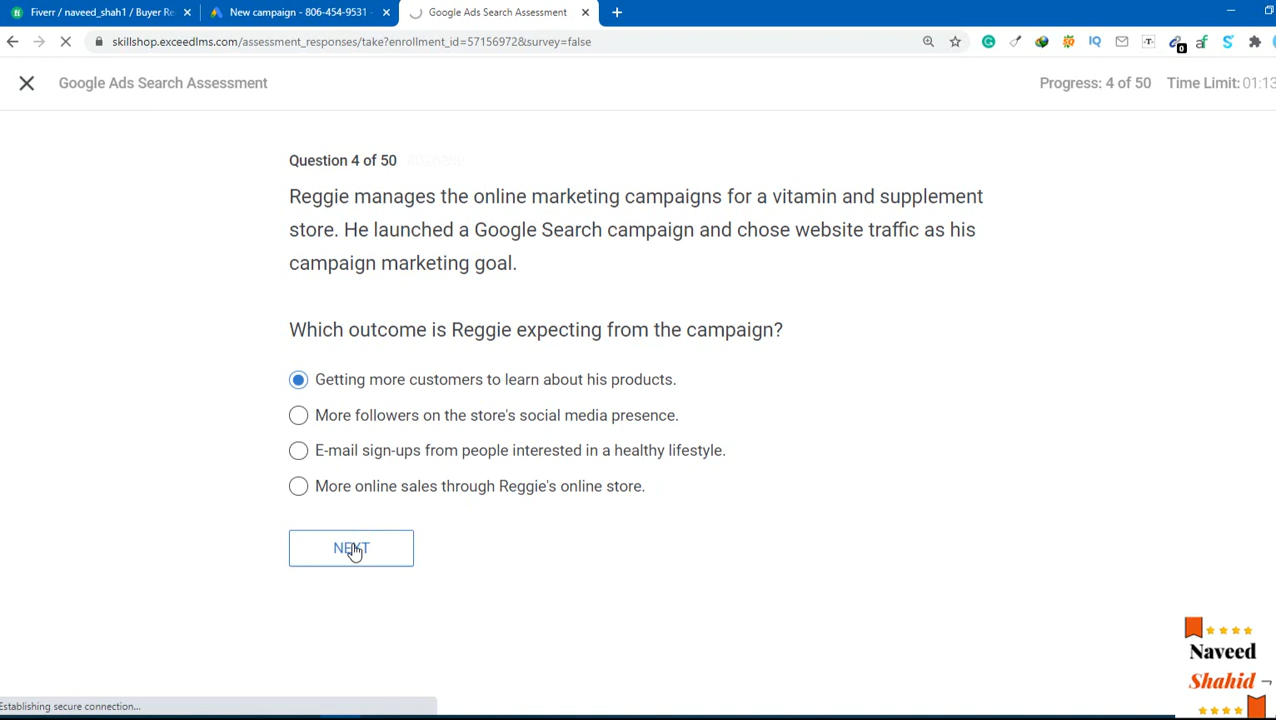 Fiverr / naveed_shah1 / Buyer Re
New campaign - 806-454-9531 -
Google Ads Search Assessment
skillshop.exceedlms.com/assessment_responses/take?enrollment_id=57156972&survey=false
Google Ads Search Assessment
Progress: 4 of 50
Time Limit: 01:13
Question 4 of 50
Reggie manages the online marketing campaigns for a vitamin and supplement
store. He launched a Google Search campaign and chose website traffic as his
campaign marketing goal.
Which outcome is Reggie expecting from the campaign?
Getting more customers to learn about his products.
More followers on the store's social media presence.
E-mail sign-ups from people interested in a healthy lifestyle.
More online sales through Reggie's online store.
NEXT
Naveed
Shahid
Establishing secure connection...